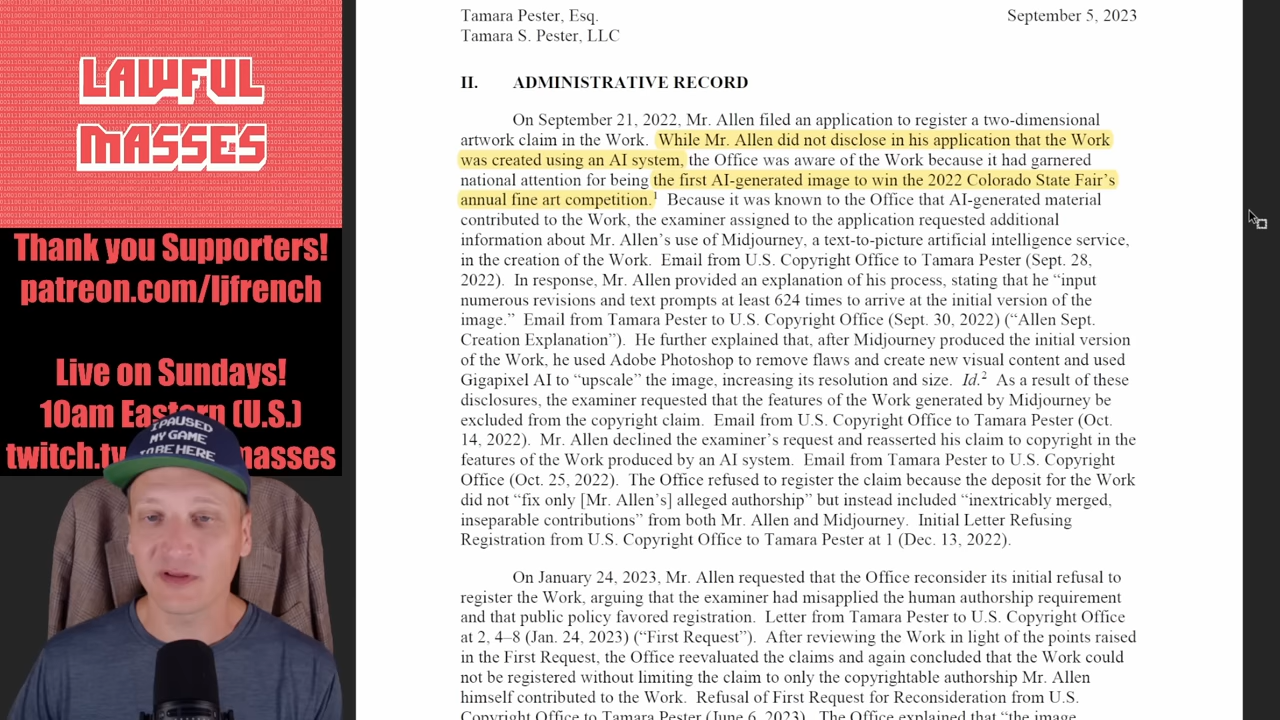 LAWFUL
MASSES
Thank you Supporters!
patreon.com/ljfrench
Live on Sundays!
10am Eastern (U.S.)
twitch.tv
masses
I PAUSED
MY GAME
TO BE HERE
Tamara Pester, Esq.
September 5, 2023
Tamara S. Pester, LLC
II. ADMINISTRATIVE RECORD
On September 21, 2022, Mr. Allen filed an application to register a two-dimensional
artwork claim in the Work. While Mr. Allen did not disclose in his application that the Work
was created using an AI system, the Office was aware of the Work because it had garnered
national attention for being the first AI-generated image to win the 2022 Colorado State Fair’s
annual fine art competition.1 Because it was known to the Office that AI-generated material
contributed to the Work, the examiner assigned to the application requested additional
information about Mr. Allen’s use of Midjourney, a text-to-picture artificial intelligence service,
in the creation of the Work. Email from U.S. Copyright Office to Tamara Pester (Sept. 28,
2022). In response, Mr. Allen provided an explanation of his process, stating that he “input
numerous revisions and text prompts at least 624 times to arrive at the initial version of the
image.” Email from Tamara Pester to U.S. Copyright Office (Sept. 30, 2022) (“Allen Sept.
Creation Explanation”). He further explained that, after Midjourney produced the initial version
of the Work, he used Adobe Photoshop to remove flaws and create new visual content and used
Gigapixel AI to “upscale” the image, increasing its resolution and size. Id.2 As a result of these
disclosures, the examiner requested that the features of the Work generated by Midjourney be
excluded from the copyright claim. Email from U.S. Copyright Office to Tamara Pester (Oct.
14, 2022). Mr. Allen declined the examiner’s request and reasserted his claim to copyright in the
features of the Work produced by an AI system. Email from Tamara Pester to U.S. Copyright
Office (Oct. 25, 2022). The Office refused to register the claim because the deposit for the Work
did not “fix only [Mr. Allen’s] alleged authorship” but instead included “inextricably merged,
inseparable contributions” from both Mr. Allen and Midjourney. Initial Letter Refusing
Registration from U.S. Copyright Office to Tamara Pester at 1 (Dec. 13, 2022).
On January 24, 2023, Mr. Allen requested that the Office reconsider its initial refusal to
register the Work, arguing that the examiner had misapplied the human authorship requirement
and that public policy favored registration. Letter from Tamara Pester to U.S. Copyright Office
at 2, 4–8 (Jan. 24, 2023) (“First Request”). After reviewing the Work in light of the points raised
in the First Request, the Office reevaluated the claims and again concluded that the Work could
not be registered without limiting the claim to only the copyrightable authorship Mr. Allen
himself contributed to the Work. Refusal of First Request for Reconsideration from U.S.
Copyright Office to Tamara Pester (June 6, 2023). The Office explained that “the image